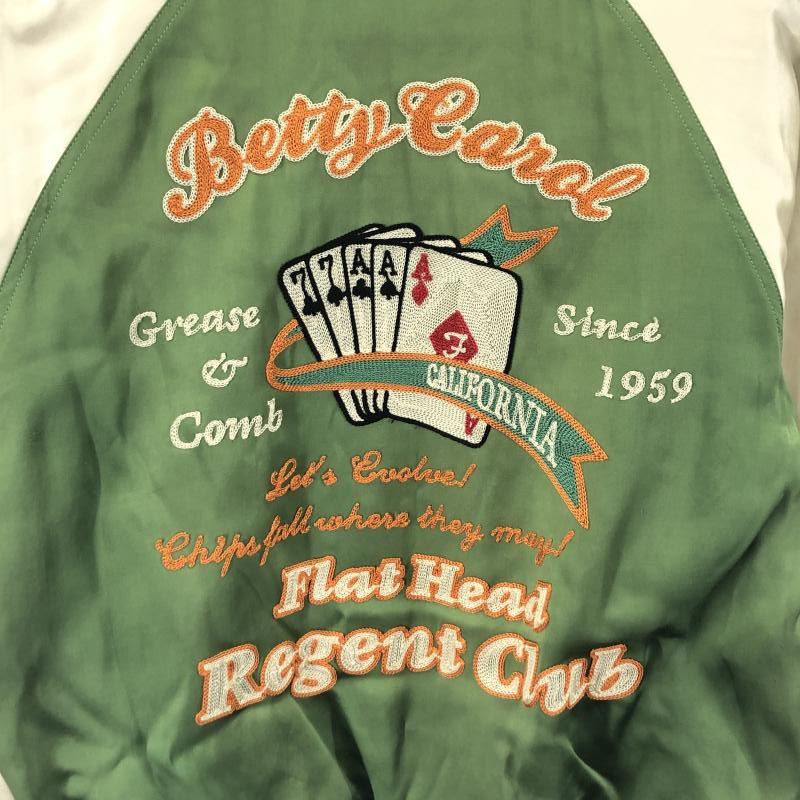 Betty Carol
7 7 A A A
F
A
Grease
&
Comb
Since
1959
CALIFORNIA
Let's Evolve!
Chips fall where they may!
Flat Head
Regent Club